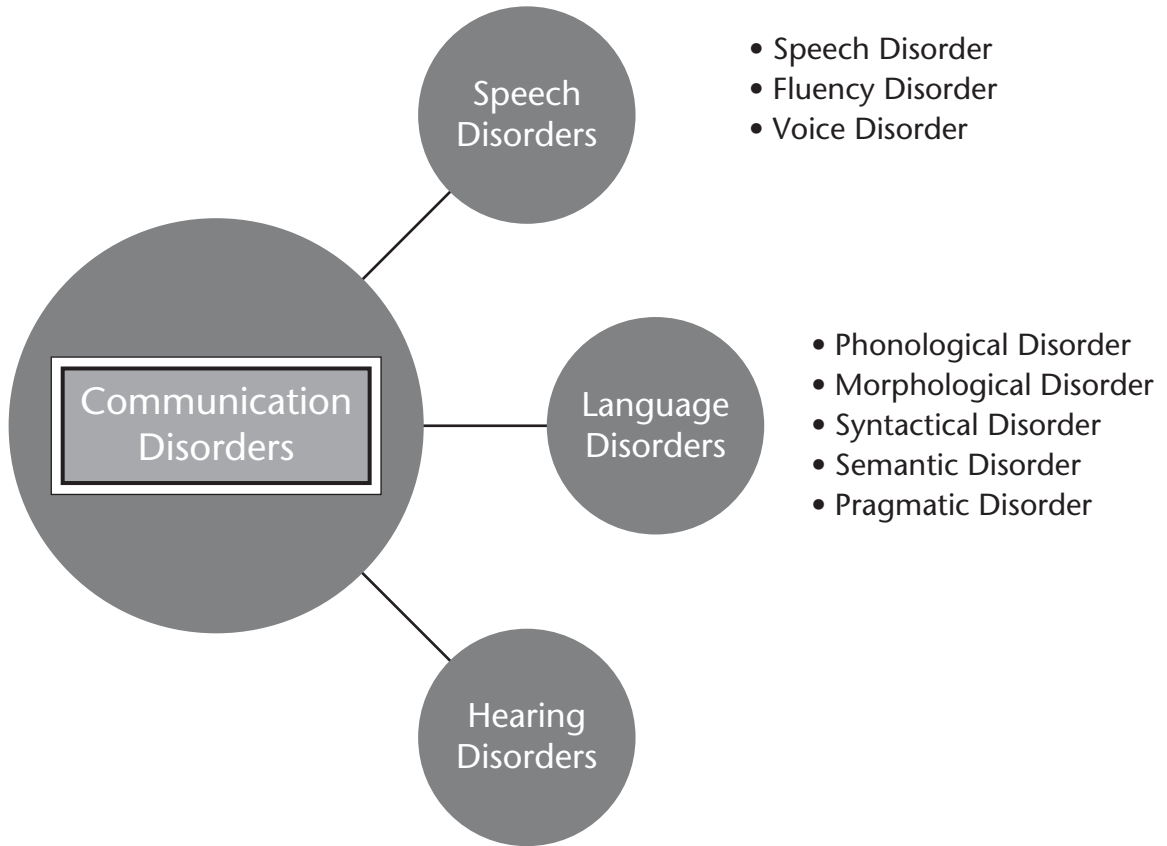 Speech
Disorders
• Speech Disorder
• Fluency Disorder
• Voice Disorder
Communication
Disorders
Language
Disorders
• Phonological Disorder
• Morphological Disorder
• Syntactical Disorder
• Semantic Disorder
• Pragmatic Disorder
Hearing
Disorders